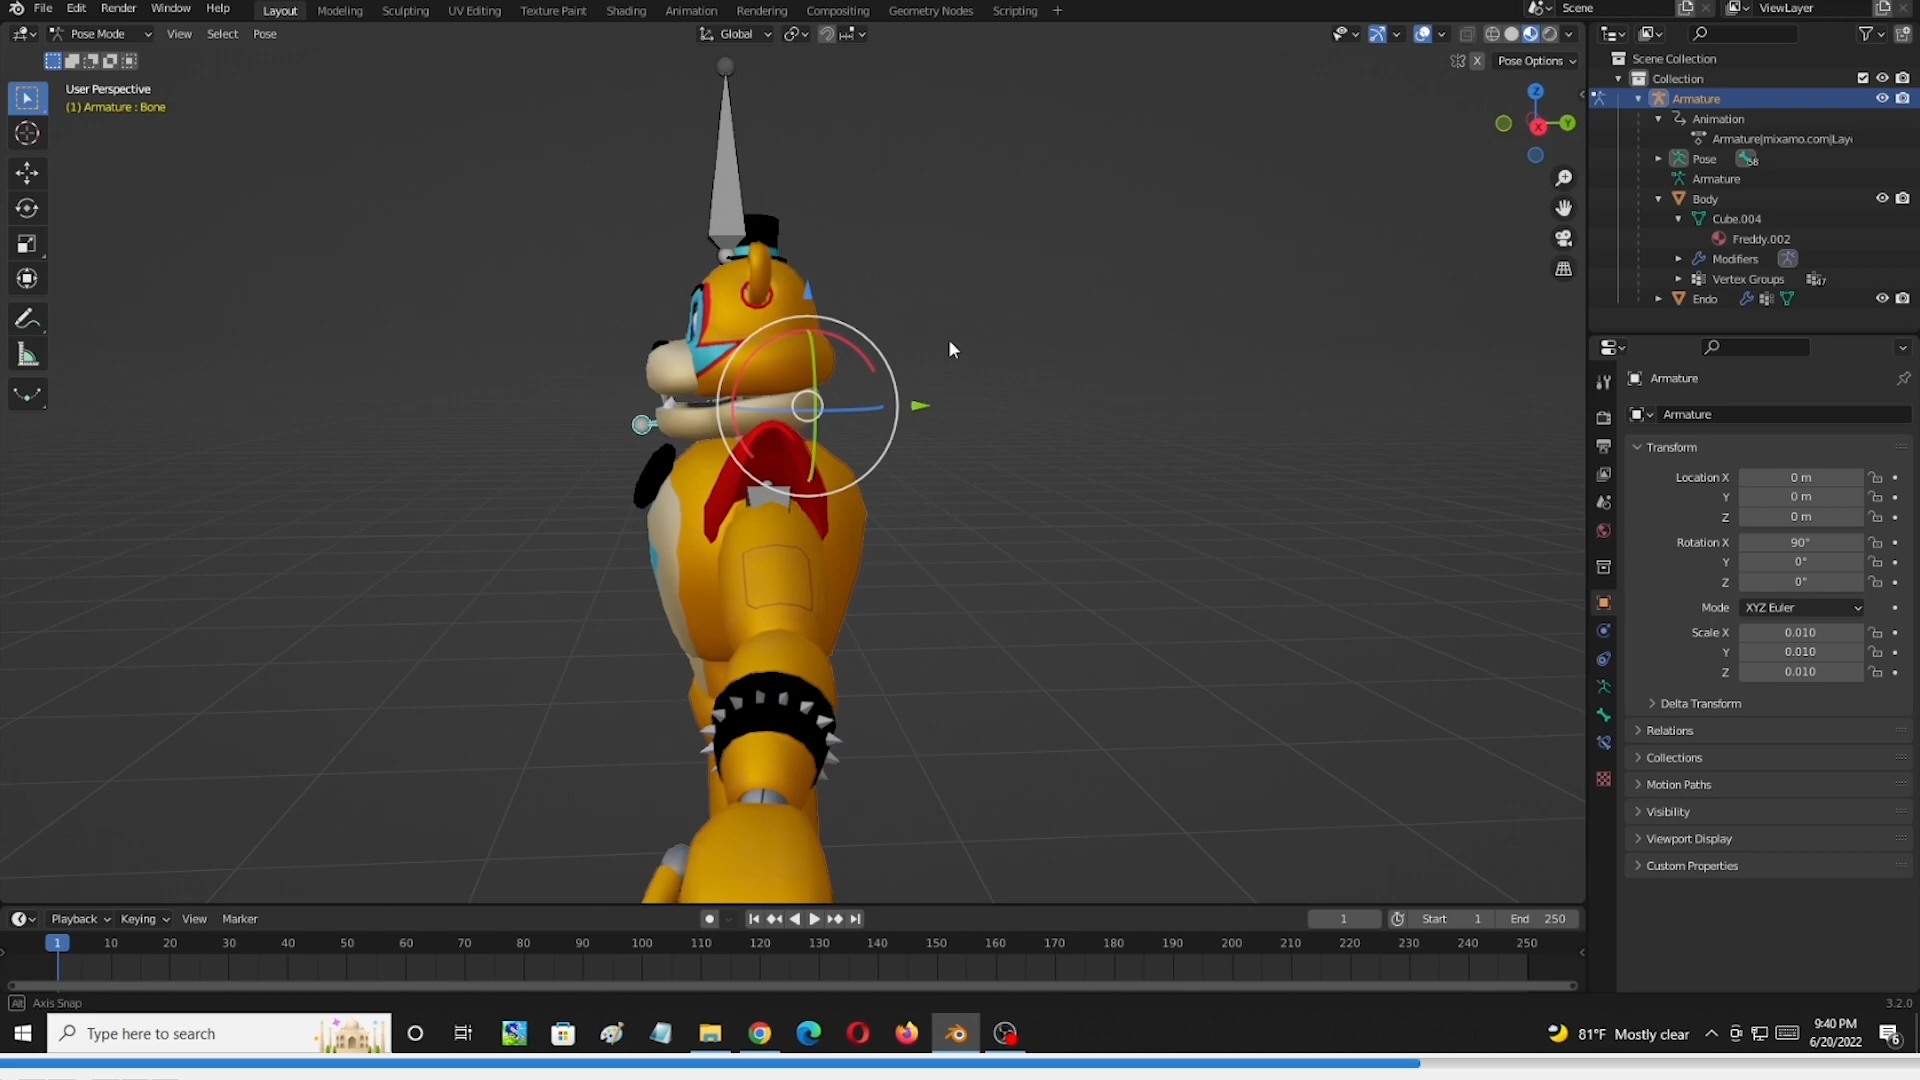 File Edit Render Window Help Layout Modeling Sculpting UV Editing Texture Paint Shading Animation Rendering Compositing Geometry Nodes Scripting + Scene ViewLayer
Pose Mode View Select Pose Global
X Pose Options
User Perspective
(1) Armature : Bone
Z
Y
X
Scene Collection
Collection
Armature
Animation
Armature|mixamo.com|Laye
Pose 58
Armature
Body
Cube.004
Freddy.002
Modifiers
Vertex Groups 47
Endo
Armature
Armature
Transform
Location X 0 m
Y 0 m
Z 0 m
Rotation X 90°
Y 0°
Z 0°
Mode XYZ Euler
Scale X 0.010
Y 0.010
Z 0.010
Delta Transform
Relations
Collections
Motion Paths
Visibility
Viewport Display
Custom Properties
Playback Keying View Marker 1 Start 1 End 250
1 10 20 30 40 50 60 70 80 90 100 110 120 130 140 150 160 170 180 190 200 210 220 230 240 250
Alt Axis Snap 3.2.0
Type here to search 81°F Mostly clear 9:40 PM
6/20/2022 6